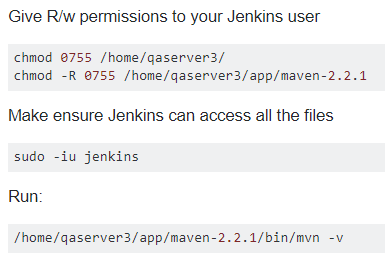 Give R/w permissions to your Jenkins user
chmod 0755 /home/qaserver3/
chmod -R 0755 /home/qaserver3/app/maven-2.2.1
Make ensure Jenkins can access all the files
sudo -iu jenkins
Run:
/home/qaserver3/app/maven-2.2.1/bin/mvn -v